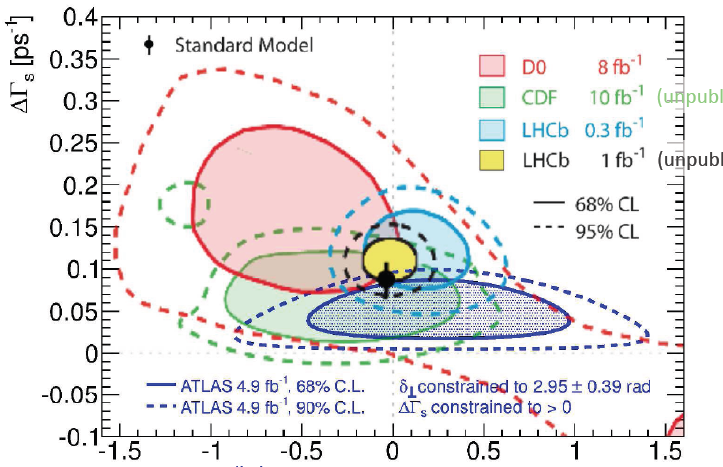 ΔΓs [ps-1]
0.4
0.35
0.3
0.25
0.2
0.15
0.1
0.05
0
-0.05
-0.1
Standard Model
D0 8 fb-1
CDF 10 fb-1 (unpubl
LHCb 0.3 fb-1
LHCb 1 fb-1 (unpubl
68% CL
95% CL
ATLAS 4.9 fb-1, 68% C.L.
ATLAS 4.9 fb-1, 90% C.L.
δ⊥ constrained to 2.95 ± 0.39 rad
ΔΓs constrained to > 0
-1.5 -1 -0.5 0 0.5 1 1.5